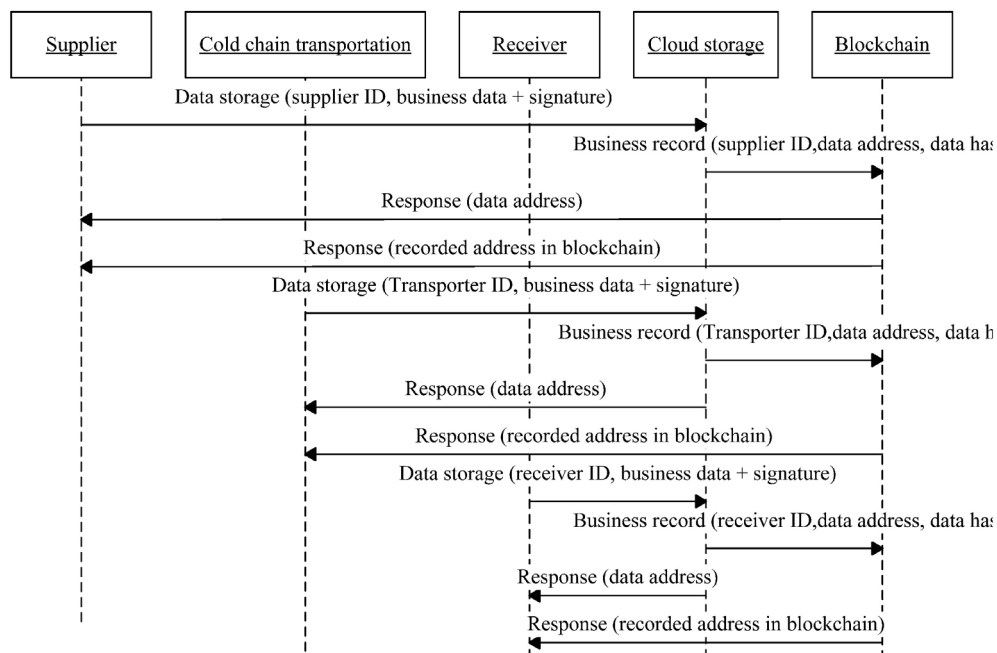 Supplier
Cold chain transportation
Receiver
Cloud storage
Blockchain
Data storage (supplier ID, business data + signature)
Business record (supplier ID,data address, data has
Response (data address)
Response (recorded address in blockchain)
Data storage (Transporter ID, business data + signature)
Business record (Transporter ID,data address, data h
Response (data address)
Response (recorded address in blockchain)
Data storage (receiver ID, business data + signature)
Business record (receiver ID,data address, data has
Response (data address)
Response (recorded address in blockchain)